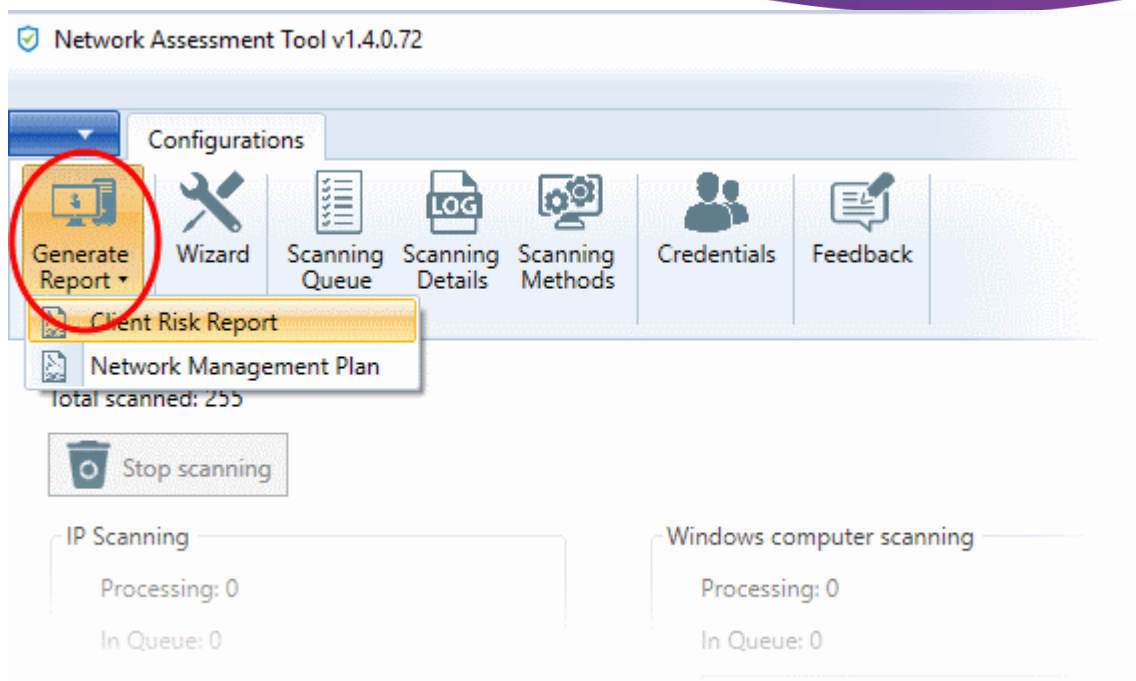 Network Assessment Tool v1.4.0.72
Configurations
Generate
Report
Wizard
Scanning
Queue
LOG
Scanning
Details
Scanning
Methods
Credentials
Feedback
Client Risk Report
Network Management Plan
Total scanned: 255
Stop scanning
IP Scanning
Processing: 0
In Queue: 0
Windows computer scanning
Processing: 0
In Queue: 0